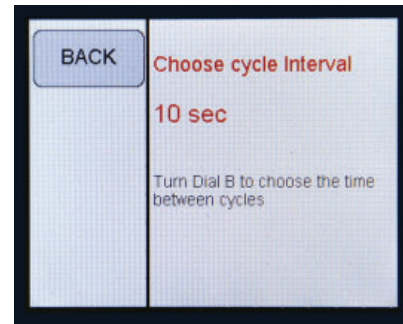 BACK
Choose cycle Interval
10 sec
Turn Dial B to choose the time
between cycles